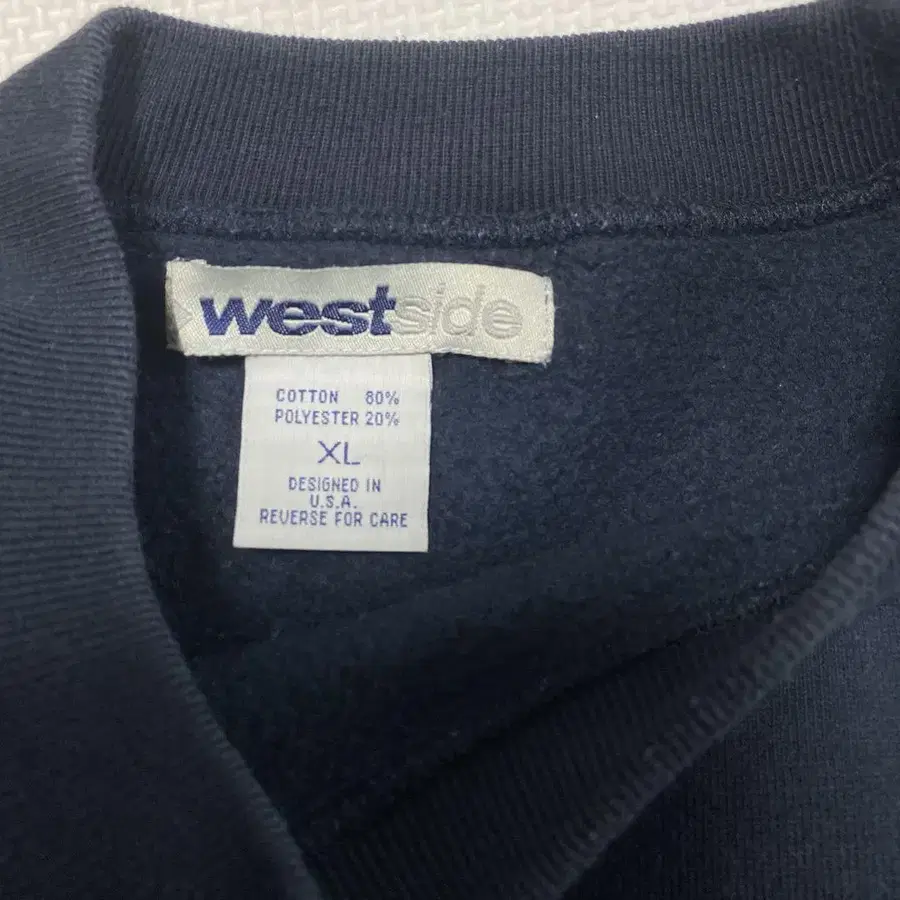 westside
COTTON 80%
POLYESTER 20%
XL
DESIGNED IN
U.S.A.
REVERSE FOR CARE